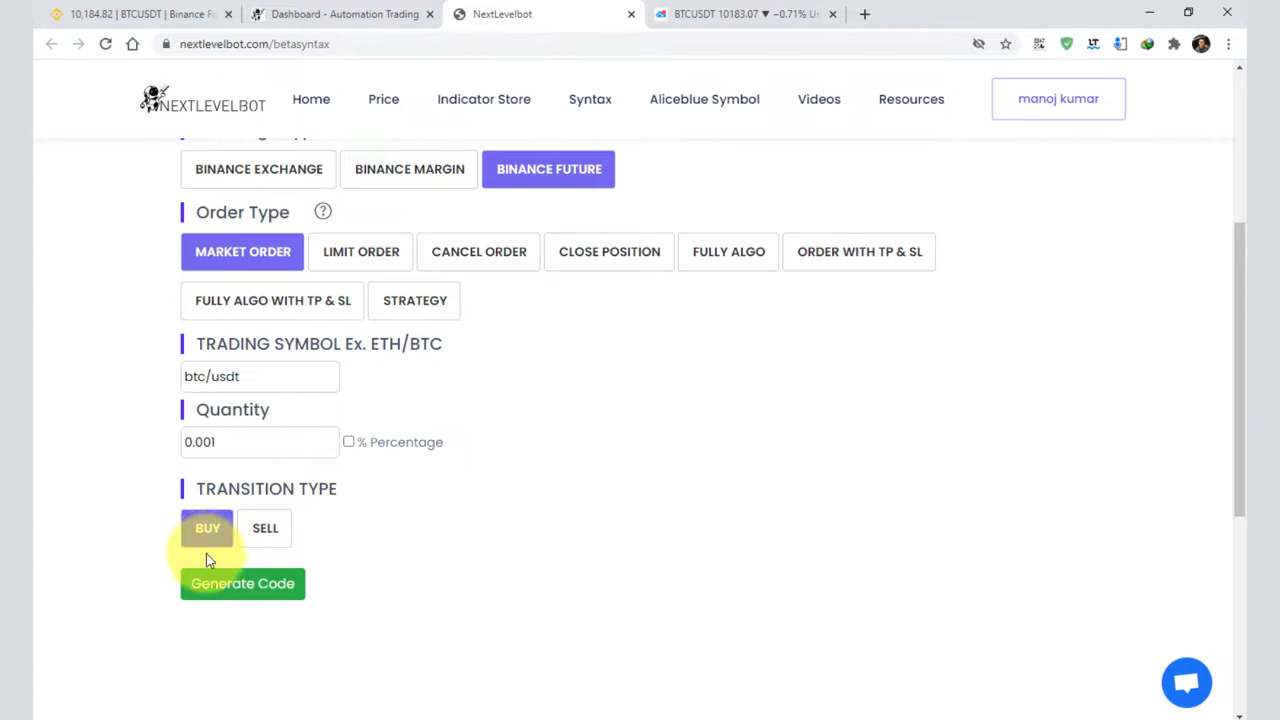 10,184.82 | BTCUSDT | Binance Fu
Dashboard - Automation Trading
NextLevelbot
BTCUSDT 10183.07 ▼ −0.71% Un
nextlevelbot.com/betasyntax
NEXTLEVELBOT
Home
Price
Indicator Store
Syntax
Aliceblue Symbol
Videos
Resources
manoj kumar
BINANCE EXCHANGE
BINANCE MARGIN
BINANCE FUTURE
Order Type
MARKET ORDER
LIMIT ORDER
CANCEL ORDER
CLOSE POSITION
FULLY ALGO
ORDER WITH TP & SL
FULLY ALGO WITH TP & SL
STRATEGY
TRADING SYMBOL Ex. ETH/BTC
btc/usdt
Quantity
0.001
% Percentage
TRANSITION TYPE
BUY
SELL
Generate Code